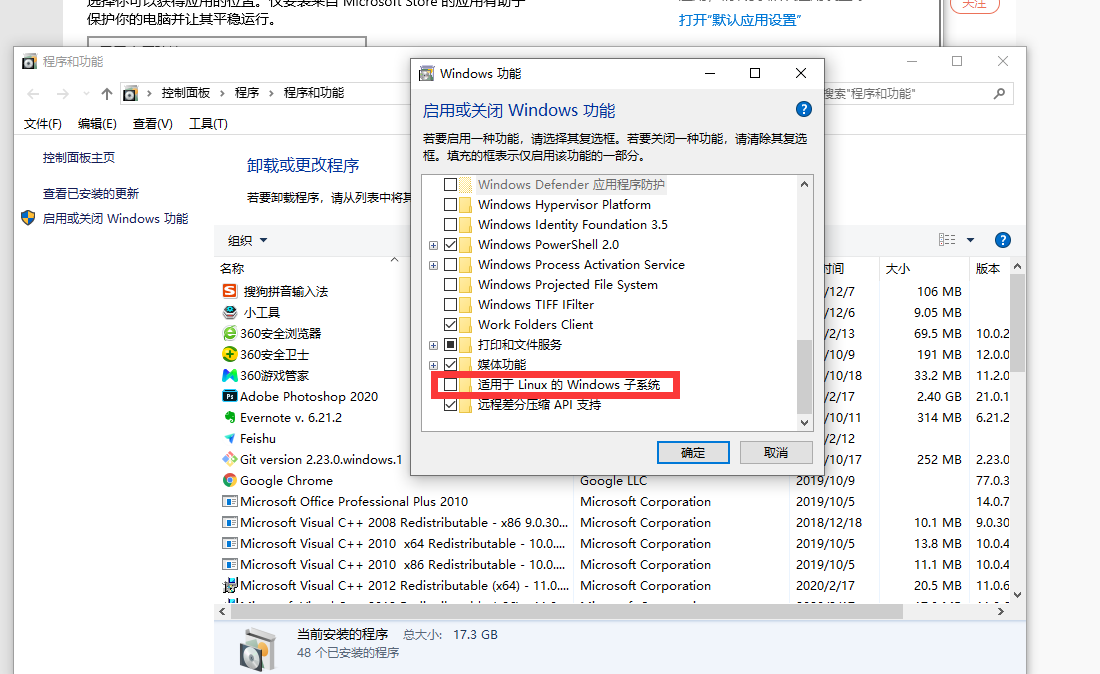 选择你可以获得应用的位置。仅安装来自 Microsoft Store 的应用有助于
保护你的电脑并让其平稳运行。
打开"默认应用设置"
关注
程序和功能
控制面板 程序 程序和功能
搜索"程序和功能"
文件(F) 编辑(E) 查看(V) 工具(T)
控制面板主页
查看已安装的更新
启用或关闭 Windows 功能
卸载或更改程序
若要卸载程序，请从列表中将其
组织
名称
时间 大小 版本
搜狗拼音输入法 /12/7 106 MB
小工具 /12/6 9.05 MB
360安全浏览器 /2/13 69.5 MB 10.0.2
360安全卫士 /10/9 191 MB 12.0.0
360游戏管家 /10/18 33.2 MB 11.2.0
Adobe Photoshop 2020 /2/17 2.40 GB 21.0.1
Evernote v. 6.21.2 /10/11 314 MB 6.21.2
Feishu /2/12
Git version 2.23.0.windows.1 /10/17 252 MB 2.23.0
Google Chrome Google LLC 2019/10/9 77.0.3
Microsoft Office Professional Plus 2010 Microsoft Corporation 2019/10/5 14.0.7
Microsoft Visual C++ 2008 Redistributable - x86 9.0.30... Microsoft Corporation 2018/12/18 10.1 MB 9.0.30
Microsoft Visual C++ 2010 x64 Redistributable - 10.0.... Microsoft Corporation 2019/10/5 13.8 MB 10.0.4
Microsoft Visual C++ 2010 x86 Redistributable - 10.0.... Microsoft Corporation 2019/10/5 11.1 MB 10.0.4
Microsoft Visual C++ 2012 Redistributable (x64) - 11.0.... Microsoft Corporation 2020/2/17 20.5 MB 11.0.6
当前安装的程序 总大小: 17.3 GB
48 个已安装的程序
Windows 功能
启用或关闭 Windows 功能
若要启用一种功能，请选择其复选框。若要关闭一种功能，请清除其复选
框。填充的框表示仅启用该功能的一部分。
Windows Defender 应用程序防护
Windows Hypervisor Platform
Windows Identity Foundation 3.5
Windows PowerShell 2.0
Windows Process Activation Service
Windows Projected File System
Windows TIFF IFilter
Work Folders Client
打印和文件服务
媒体功能
适用于 Linux 的 Windows 子系统
远程差分压缩 API 支持
确定 取消